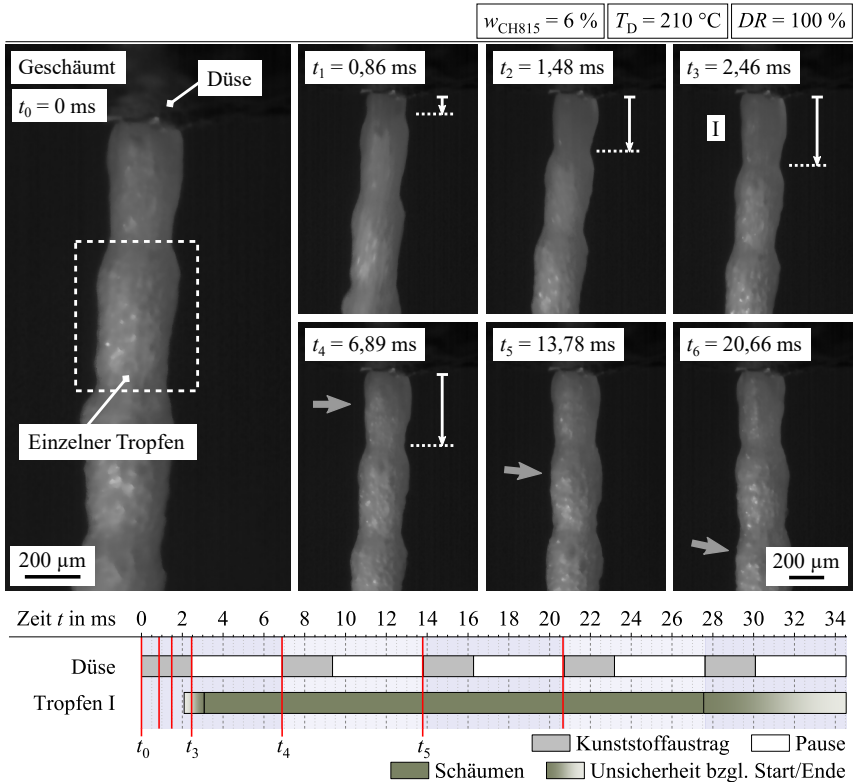 w_CH815 = 6 %
T_D = 210 °C
DR = 100 %
Geschäumt
t_0 = 0 ms
Düse
Einzelner Tropfen
200 µm
t_1 = 0,86 ms
t_2 = 1,48 ms
t_3 = 2,46 ms
I
t_4 = 6,89 ms
t_5 = 13,78 ms
t_6 = 20,66 ms
200 µm
Zeit t in ms 0 2 4 6 8 10 12 14 16 18 20 22 24 26 28 30 32 34
Düse
Tropfen I
t_0 t_3 t_4 t_5
Kunststoffaustrag Pause
Schäumen Unsicherheit bzgl. Start/Ende